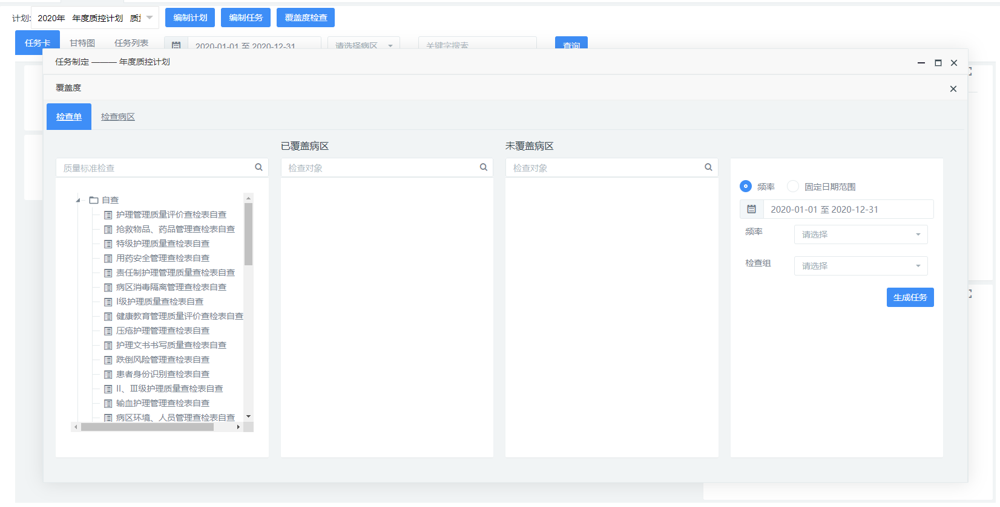 计划: 2020年 年度质控计划 质 编制计划 编制任务 覆盖度检查
任务卡 甘特图 任务列表 2020-01-01 至 2020-12-31 请选择病区 关键字搜索 查询
任务制定 ——— 年度质控计划
覆盖度
检查单 检查病区
已覆盖病区 未覆盖病区
质量标准检查 检查对象 检查对象
自查
护理管理质量评价查检表自查
抢救物品、药品管理查检表自查
特级护理质量查检表自查
用药安全管理查检表自查
责任制护理管理质量查检表自查
病区消毒隔离管理查检表自查
I级护理质量查检表自查
健康教育管理质量评价查检表自查
压疮护理管理查检表自查
护理文书书写质量查检表自查
跌倒风险管理查检表自查
患者身份识别查检表自查
II、Ⅲ级护理质量查检表自查
输血护理管理查检表自查
病区环境、人员管理查检表自查
频率 固定日期范围
2020-01-01 至 2020-12-31
频率 请选择
检查组 请选择
生成任务